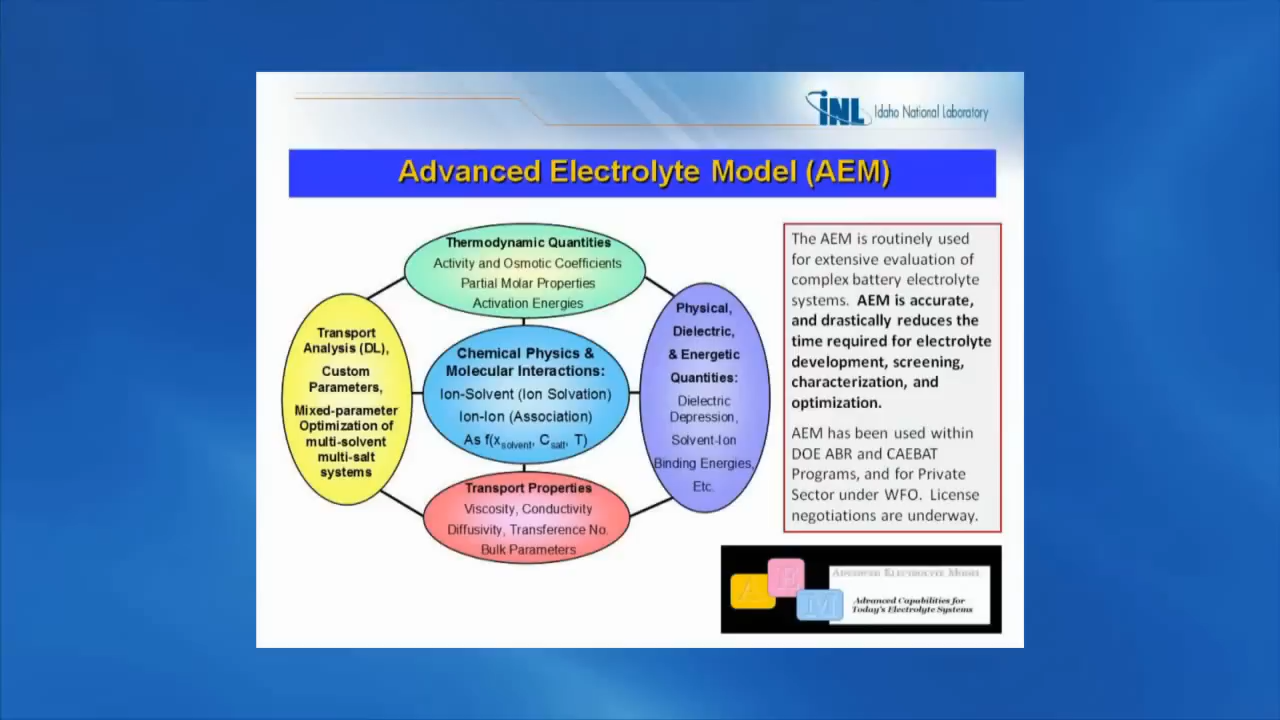 iNL Idaho National Laboratory
Advanced Electrolyte Model (AEM)
Thermodynamic Quantities
Activity and Osmotic Coefficients
Partial Molar Properties
Activation Energies
Transport
Analysis (DL),
Custom
Parameters,
Mixed-parameter
Optimization of
multi-solvent
multi-salt
systems
Chemical Physics &
Molecular Interactions:
Ion-Solvent (Ion Solvation)
Ion-Ion (Association)
As f(xsolvent, Csalt, T)
Physical,
Dielectric,
& Energetic
Quantities:
Dielectric
Depression,
Solvent-Ion
Binding Energies,
Etc.
Transport Properties
Viscosity, Conductivity
Diffusivity, Transference No.
Bulk Parameters
The AEM is routinely used
for extensive evaluation of
complex battery electrolyte
systems. AEM is accurate,
and drastically reduces the
time required for electrolyte
development, screening,
characterization, and
optimization.
AEM has been used within
DOE ABR and CAEBAT
Programs, and for Private
Sector under WFO. License
negotiations are underway.
A E M
Advanced Electrolyte Model
Advanced Capabilities for
Today's Electrolyte Systems